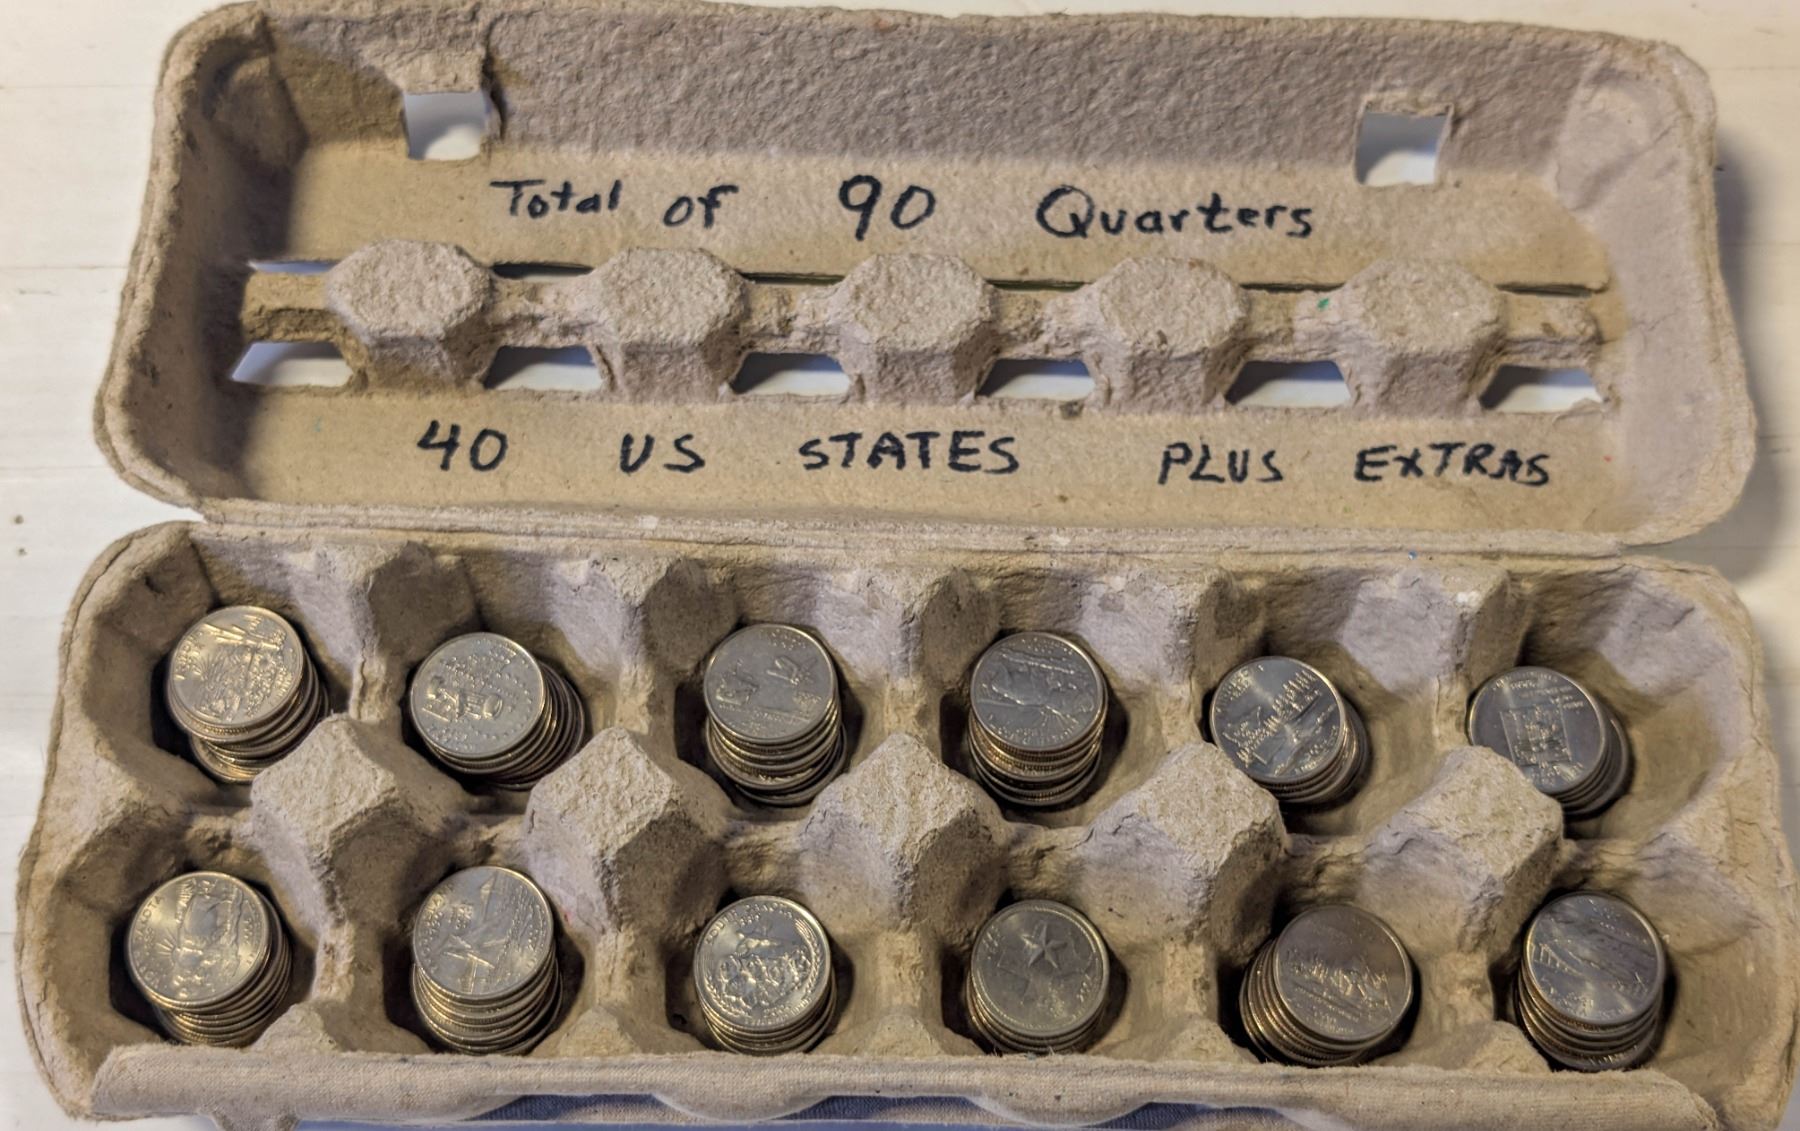 Total of 90 Quarters
40 US STATES PLUS EXTRAS